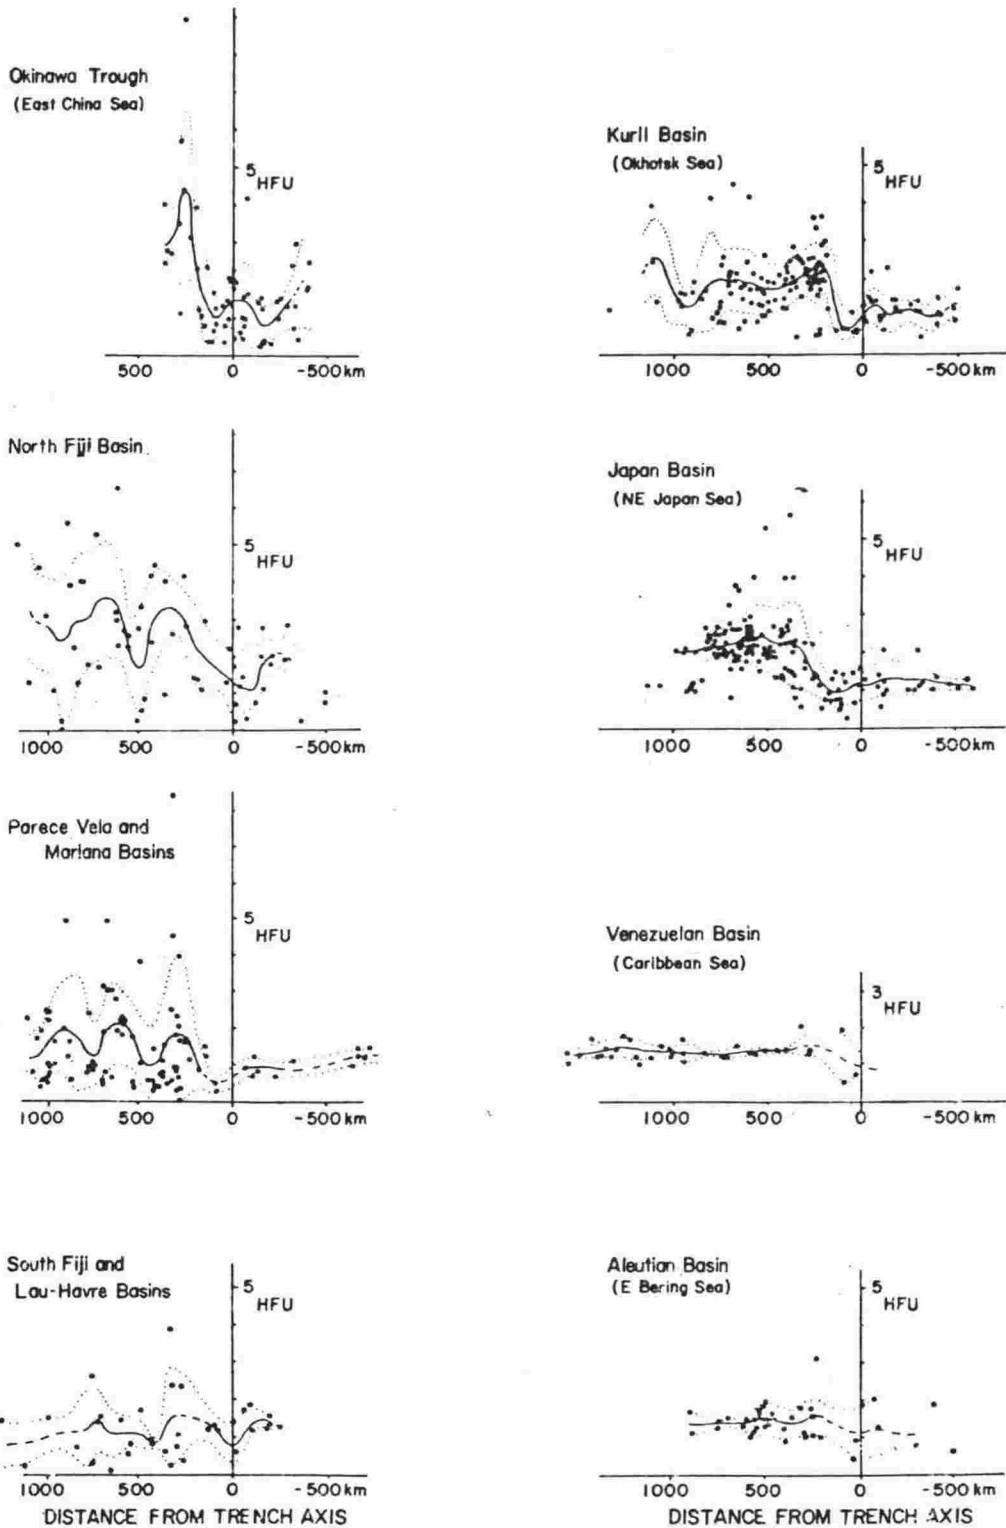 Okinawa Trough
(East China Sea)
5
HFU
500 0 -500km
Kuril Basin
(Okhotsk Sea)
5
HFU
1000 500 0 -500km
North Fiji Basin
5
HFU
1000 500 0 -500km
Japan Basin
(NE Japan Sea)
5
HFU
1000 500 0 -500km
Parece Vela and
Mariana Basins
5
HFU
1000 500 0 -500km
Venezuelan Basin
(Caribbean Sea)
3
HFU
1000 500 0 -500km
South Fiji and
Lau-Havre Basins
5
HFU
1000 500 0 -500km
DISTANCE FROM TRENCH AXIS
Aleutian Basin
(E Bering Sea)
5
HFU
1000 500 0 -500km
DISTANCE FROM TRENCH AXIS